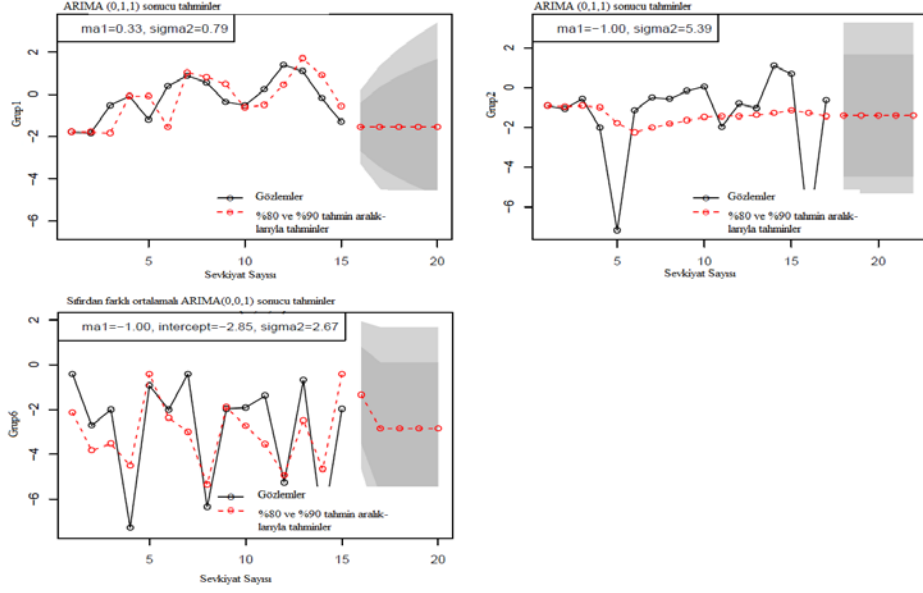 ARIMA (0,1,1) sonucu tahminler
ma1=0.33, sigma2=0.79
Grup1
2
0
−2
−4
−6
Gözlemler
%80 ve %90 tahmin aralık-
larıyla tahminler
5
10
15
20
Sevkiyat Sayısı
ARIMA (0,1,1) sonucu tahminler
ma1=−1.00, sigma2=5.39
Grup2
2
0
−2
−4
−6
Gözlemler
%80 ve %90 tahmin aralık-
larıyla tahminler
5
10
15
20
Sevkiyat Sayısı
Sıfırdan farklı ortalamalı ARIMA(0,0,1) sonucu tahminler
ma1=−1.00, intercept=−2.85, sigma2=2.67
Grup6
2
0
−2
−4
−6
Gözlemler
%80 ve %90 tahmin aralık-
larıyla tahminler
5
10
15
20
Sevkiyat Sayısı